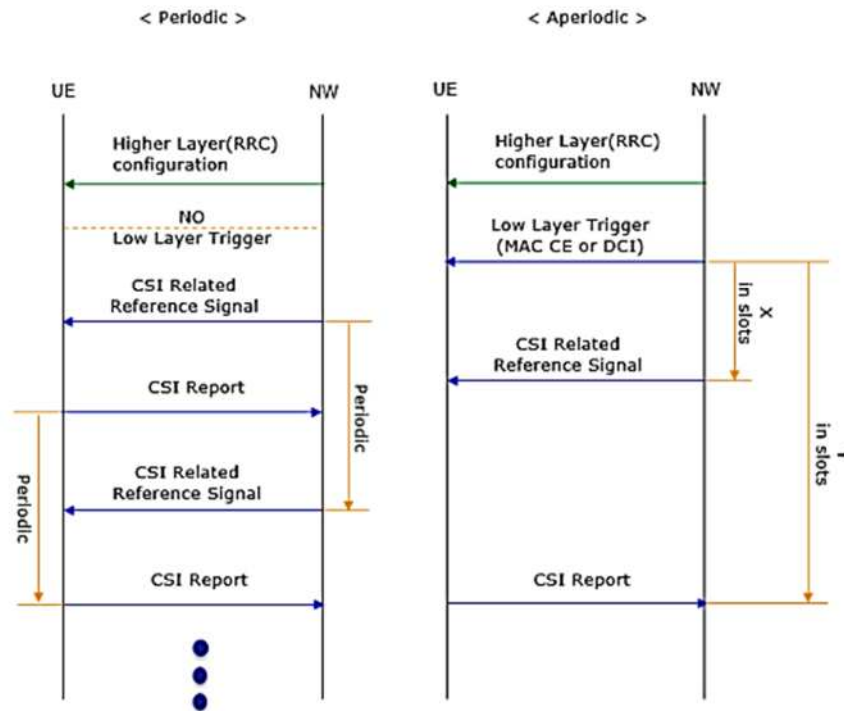 < Periodic >
UE
NW
Higher Layer(RRC)
configuration
NO
Low Layer Trigger
CSI Related
Reference Signal
CSI Report
Periodic
CSI Related
Reference Signal
Periodic
CSI Report
< Aperiodic >
UE
NW
Higher Layer(RRC)
configuration
Low Layer Trigger
(MAC CE or DCI)
X
in slots
CSI Related
Reference Signal
in slots
CSI Report